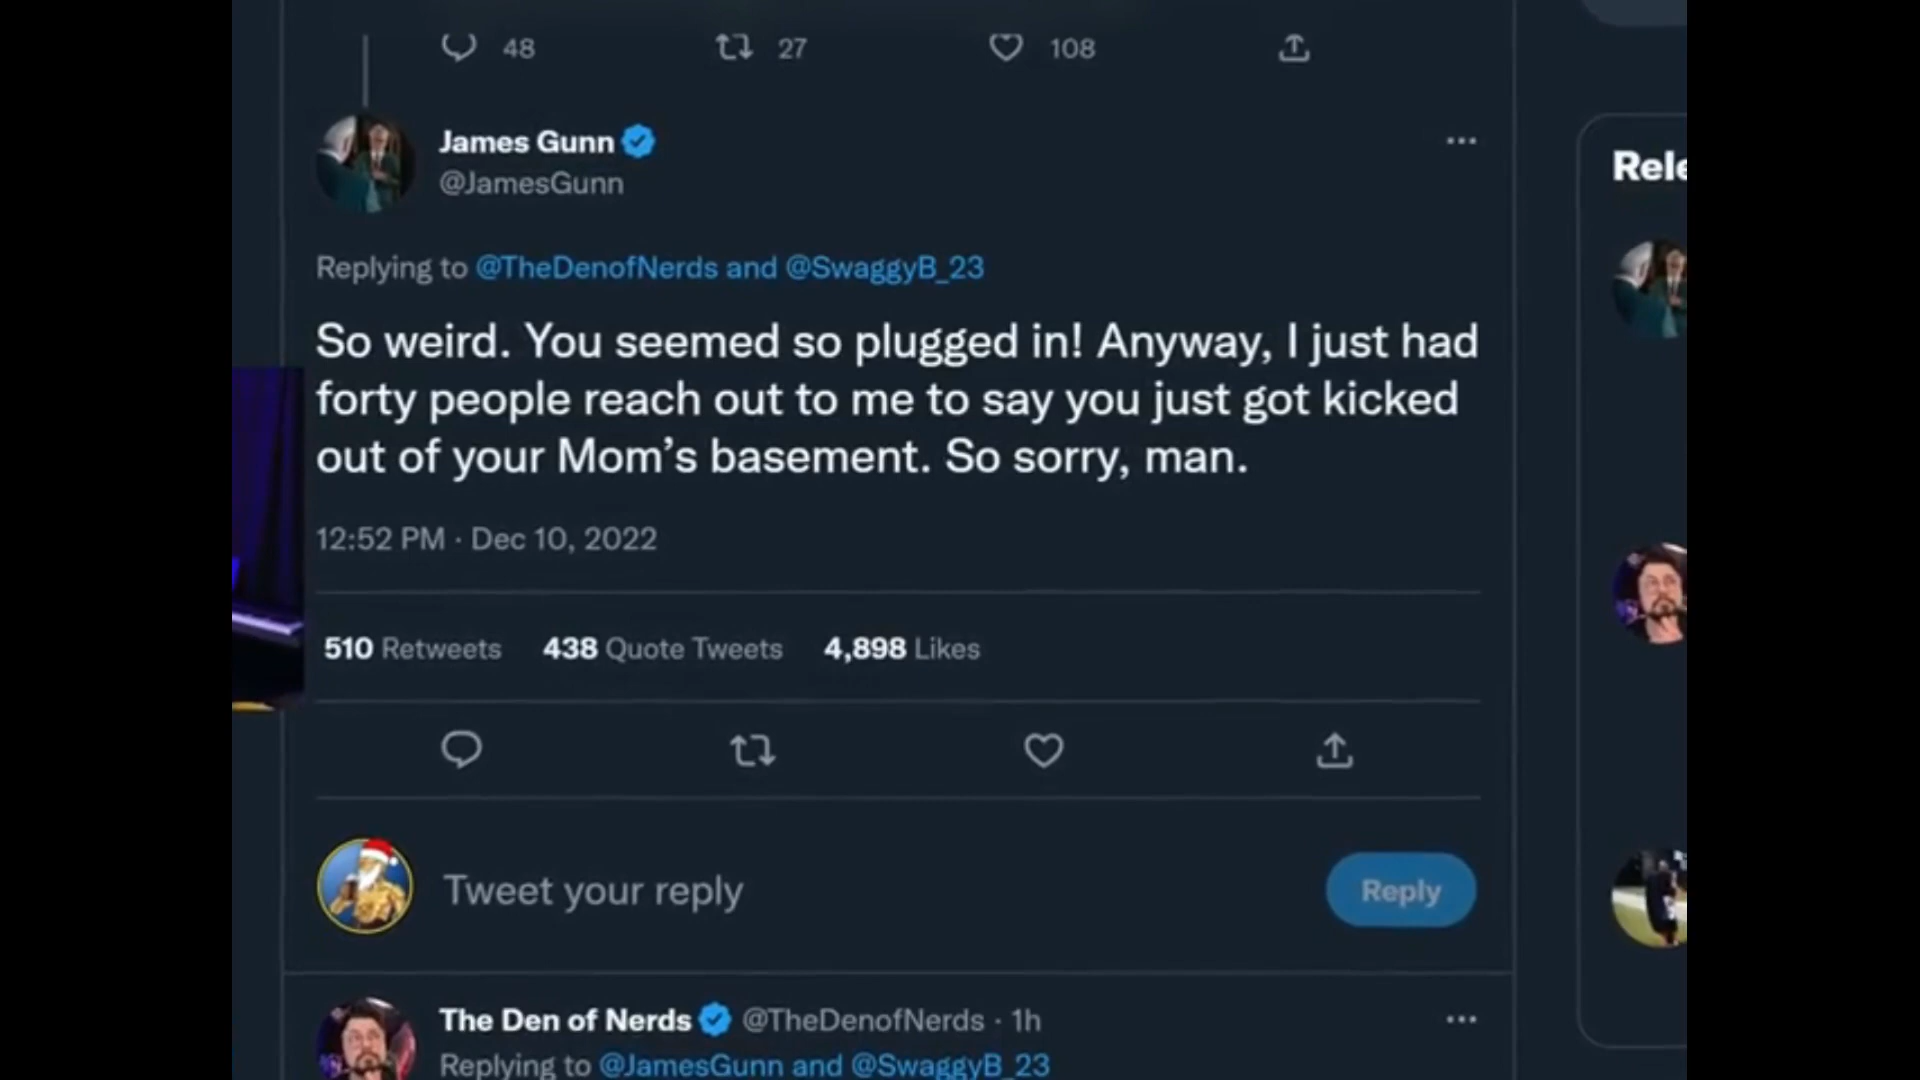 48 27 108
James Gunn
@JamesGunn
Replying to @TheDenofNerds and @SwaggyB_23
So weird. You seemed so plugged in! Anyway, I just had
forty people reach out to me to say you just got kicked
out of your Mom’s basement. So sorry, man.
12:52 PM · Dec 10, 2022
510 Retweets 438 Quote Tweets 4,898 Likes
Tweet your reply
Reply
The Den of Nerds @TheDenofNerds · 1h
Replying to @JamesGunn and @SwaggyB_23
Rele